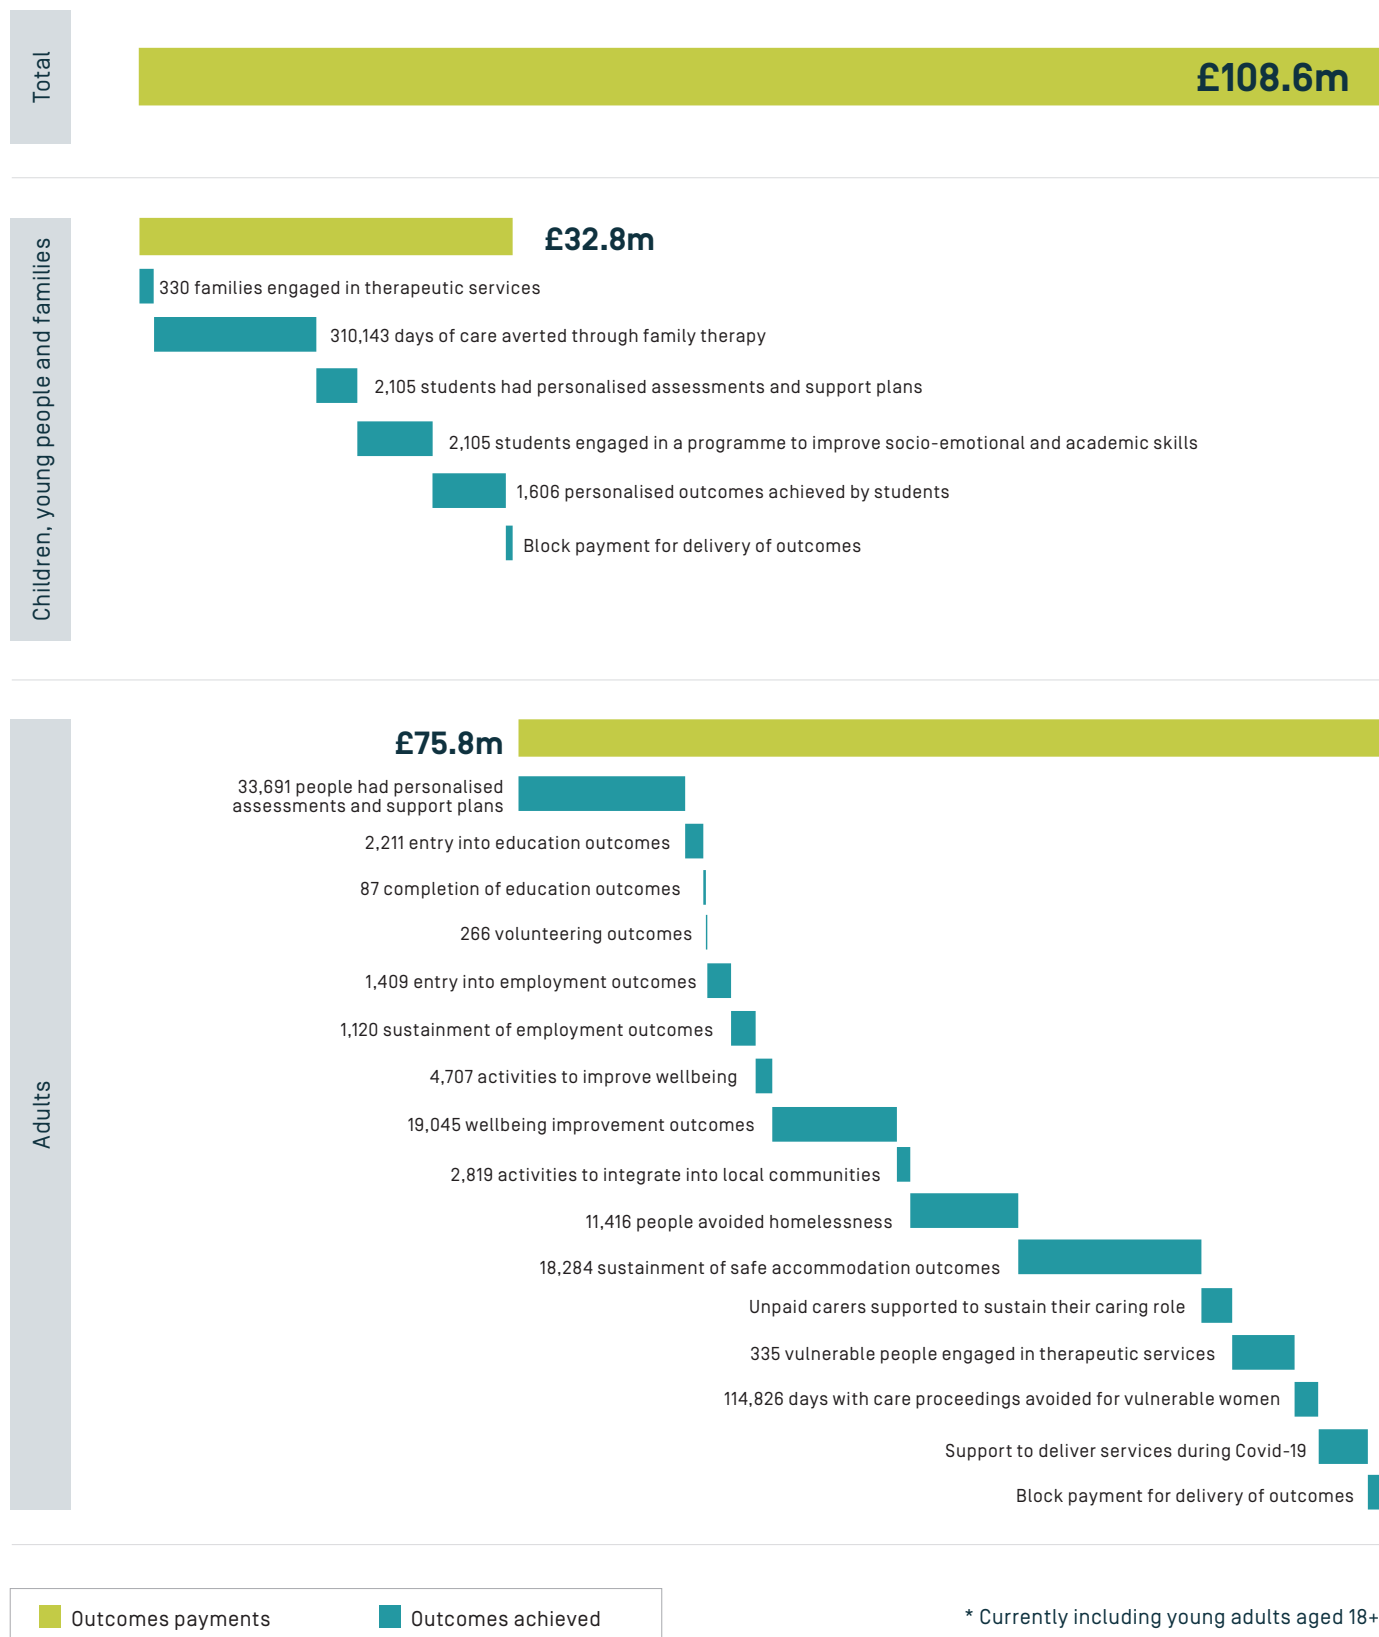 Total
£108.6m
Children, young people and families
£32.8m
330 families engaged in therapeutic services
310,143 days of care averted through family therapy
2,105 students had personalised assessments and support plans
2,105 students engaged in a programme to improve socio-emotional and academic skills
1,606 personalised outcomes achieved by students
Block payment for delivery of outcomes
Adults
£75.8m
33,691 people had personalised
assessments and support plans
2,211 entry into education outcomes
87 completion of education outcomes
266 volunteering outcomes
1,409 entry into employment outcomes
1,120 sustainment of employment outcomes
4,707 activities to improve wellbeing
19,045 wellbeing improvement outcomes
2,819 activities to integrate into local communities
11,416 people avoided homelessness
18,284 sustainment of safe accommodation outcomes
Unpaid carers supported to sustain their caring role
335 vulnerable people engaged in therapeutic services
114,826 days with care proceedings avoided for vulnerable women
Support to deliver services during Covid-19
Block payment for delivery of outcomes
Outcomes payments
Outcomes achieved
* Currently including young adults aged 18+